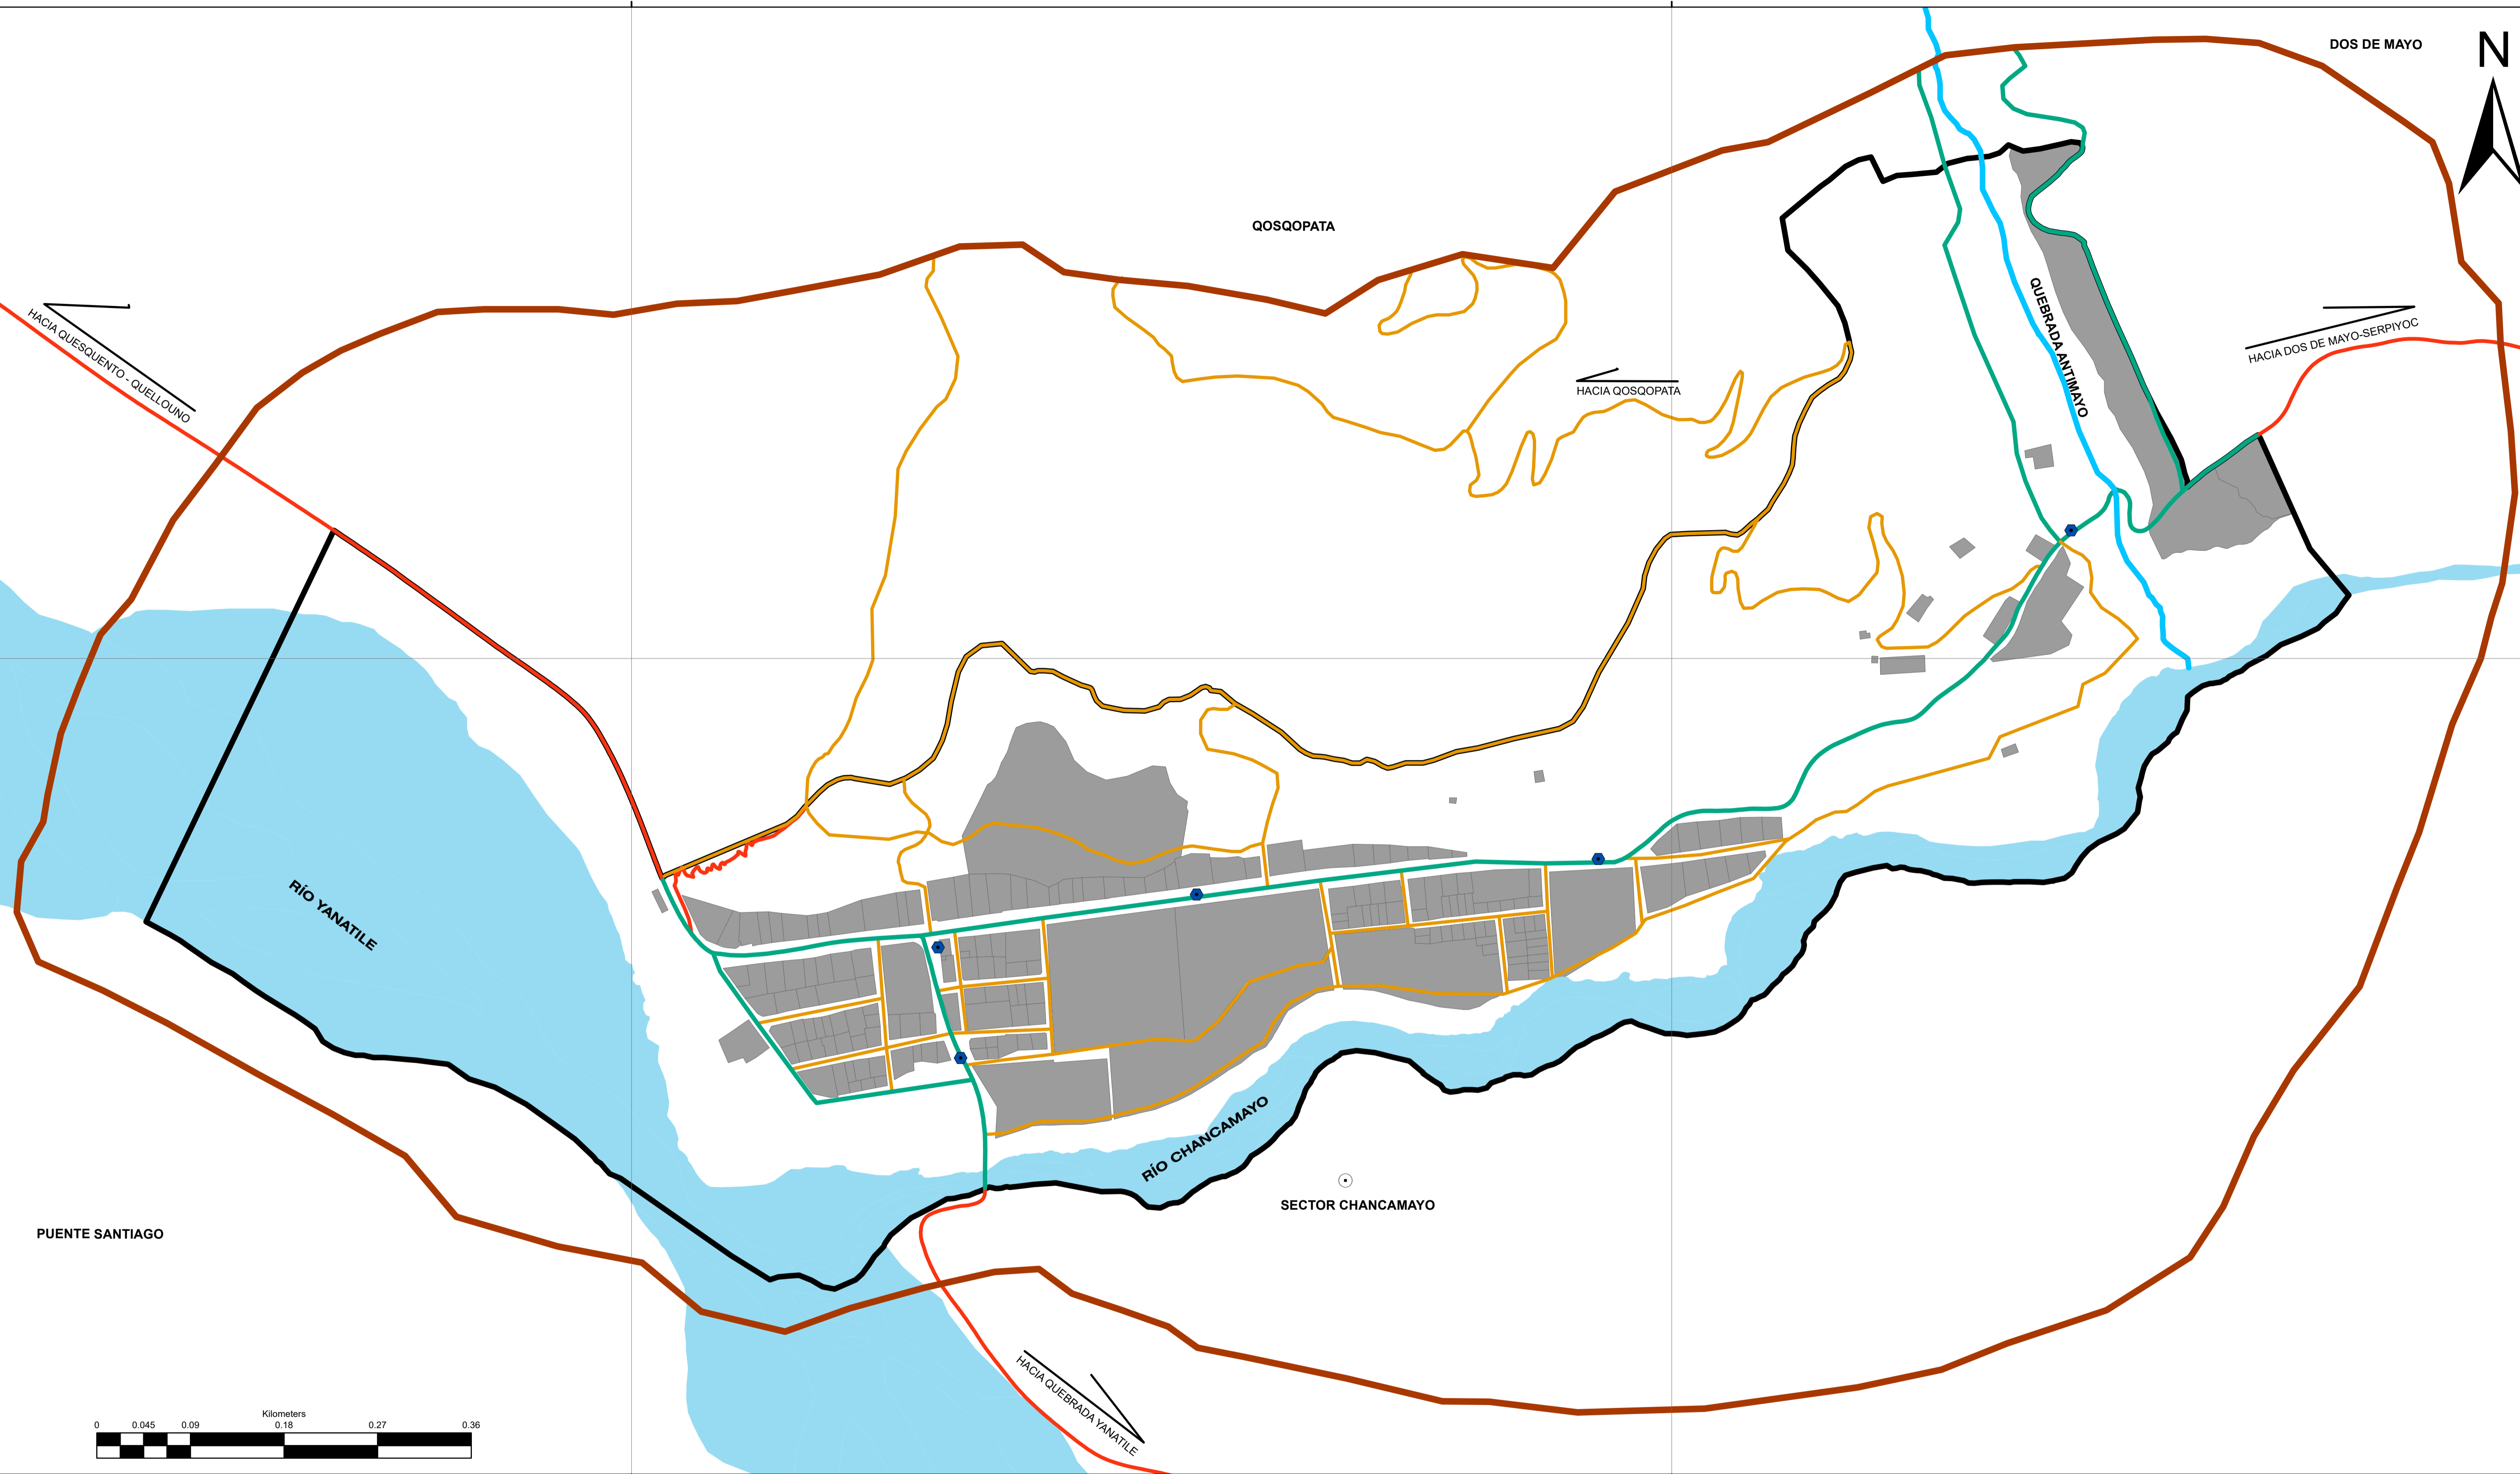 DOS DE MAYO
N
QOSQOPATA
HACIA QUESQUENTO - QUELLOUNO
QUEBRADA ANTIMAYO
HACIA DOS DE MAYO-SERPIYOC
HACIA QOSQOPATA
RÍO YANATILE
RÍO CHANCAMAYO
SECTOR CHANCAMAYO
PUENTE SANTIAGO
HACIA QUEBRADA YANATILE
Kilometers
0 0.045 0.09 0.18 0.27 0.36